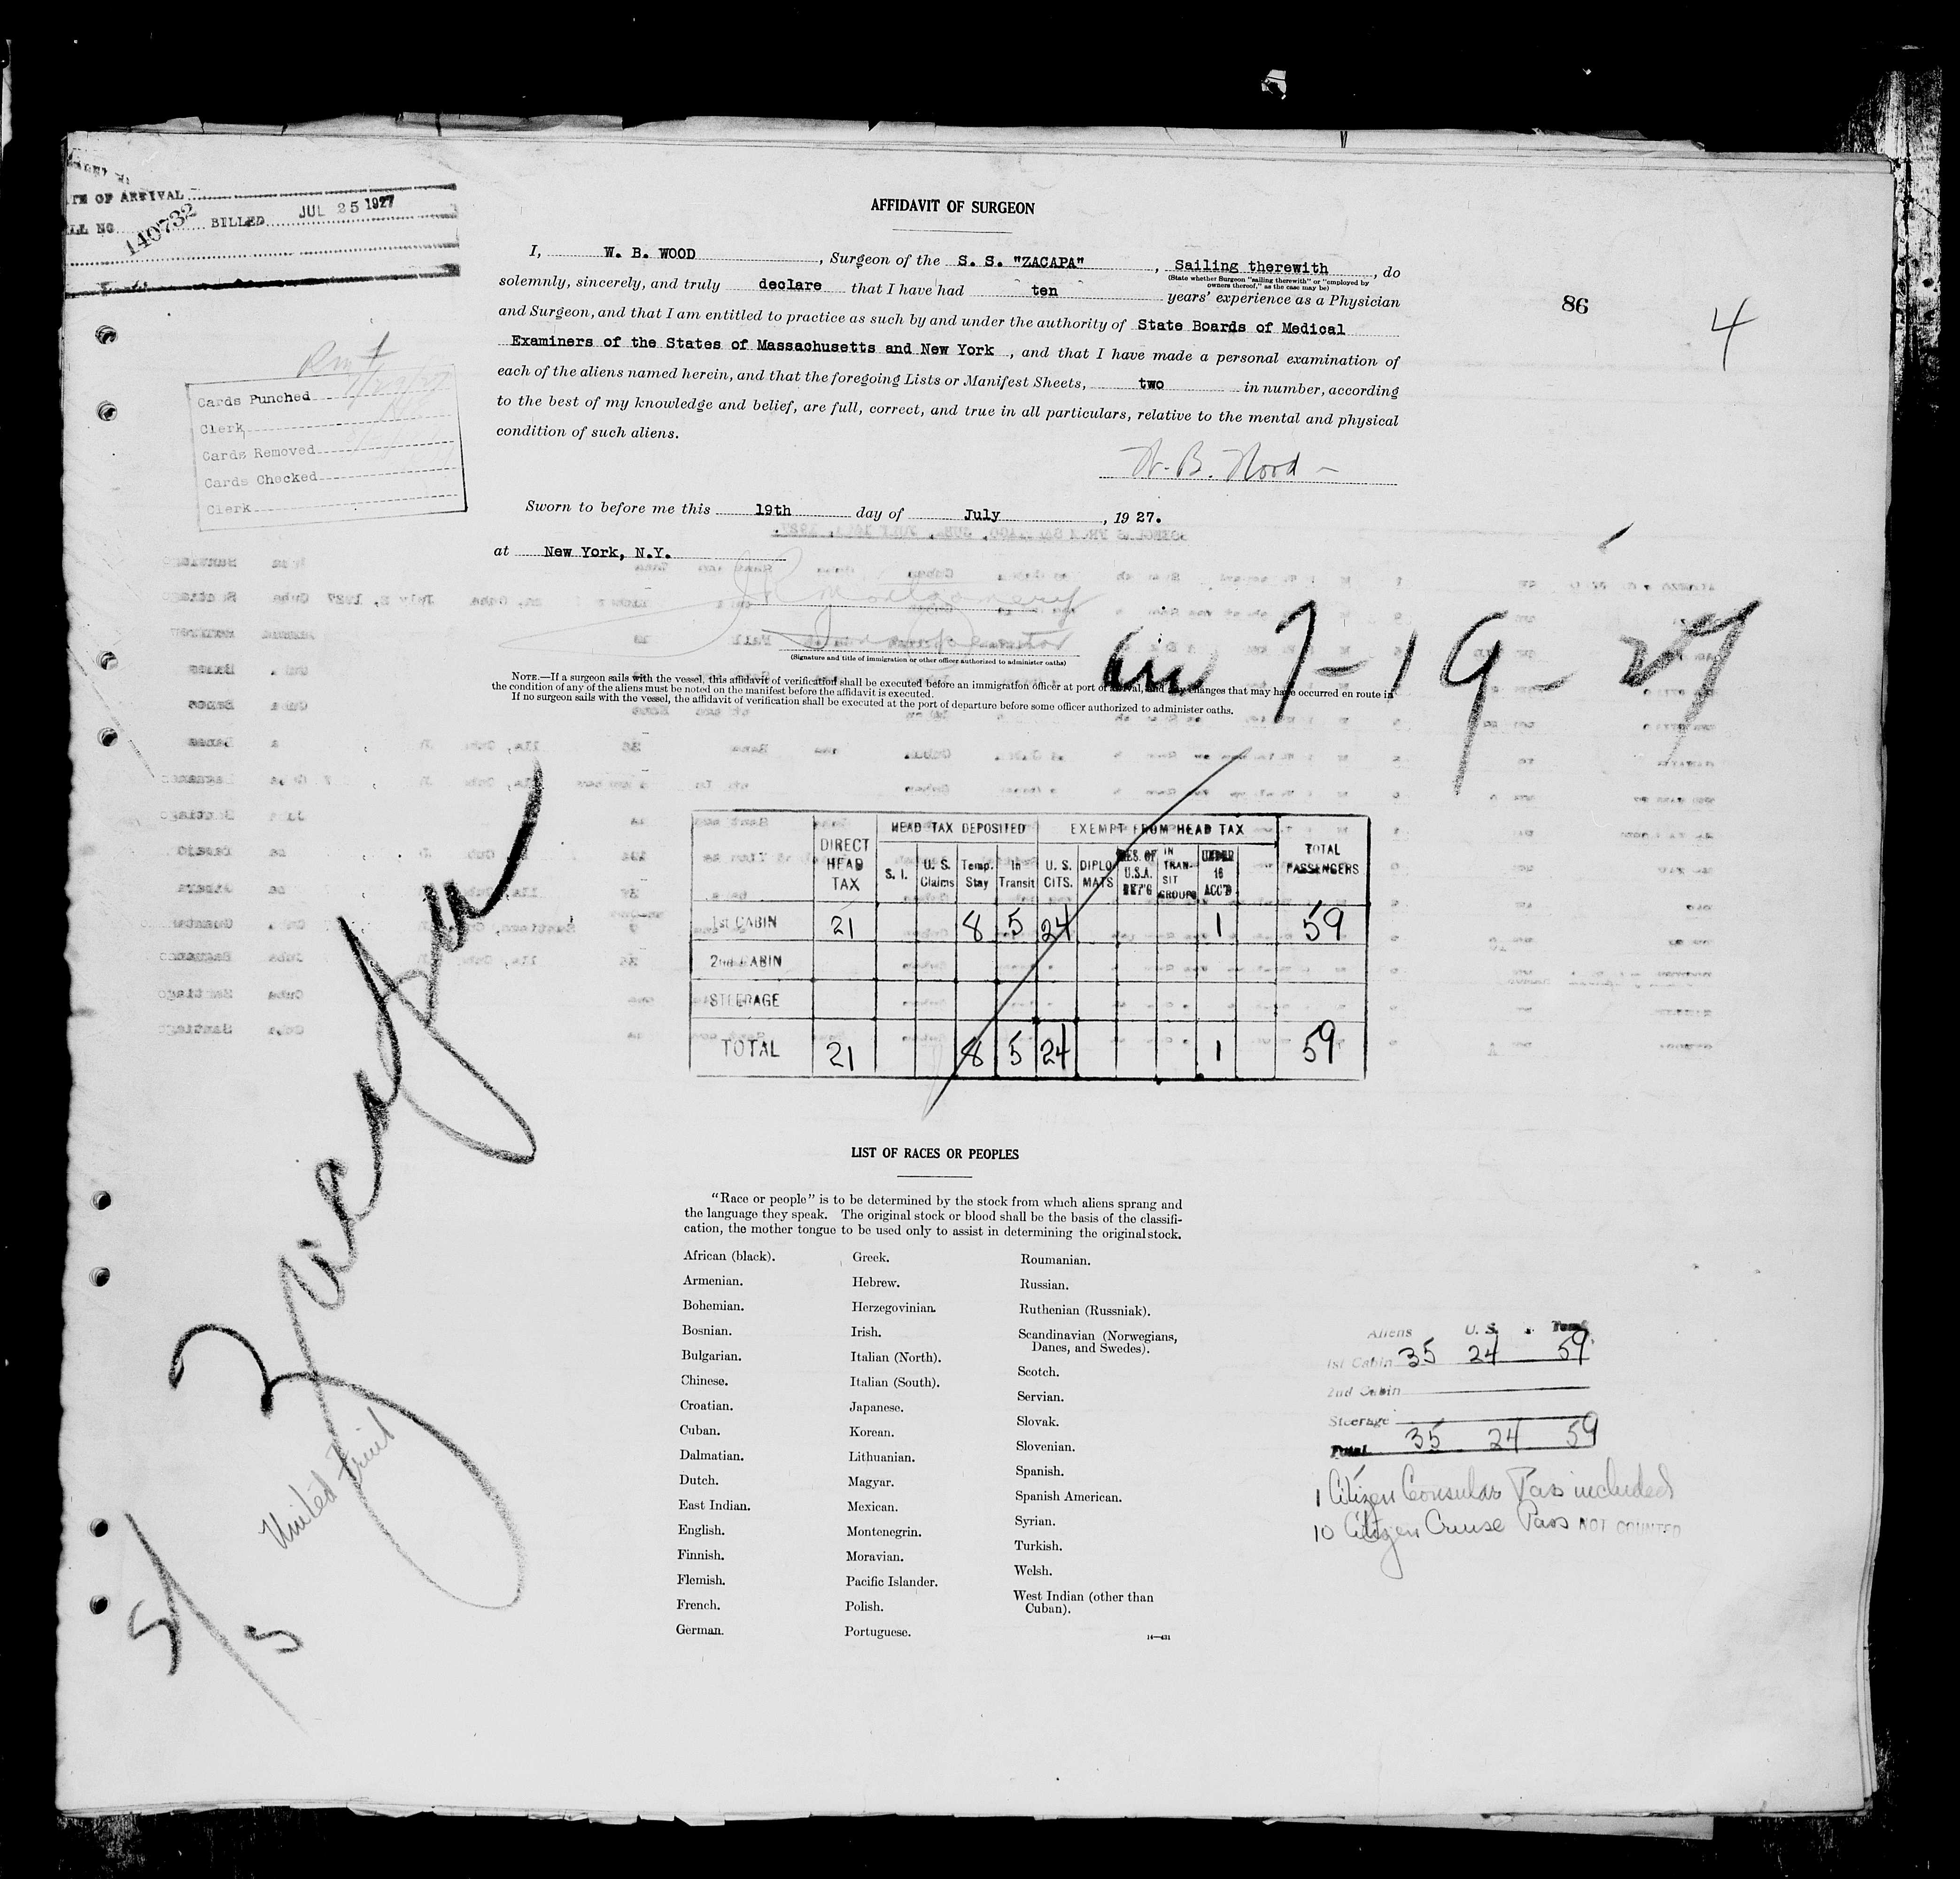 TE OF ARRIVAL
LL NO 140732 BILLED JUL 25 1927
AFFIDAVIT OF SURGEON
I, W. B. WOOD, Surgeon of the S. S. "ZACAPA", Sailing therewith, do
(State whether Surgeon "sailing therewith" or "employed by
owners thereof," as the case may be)
solemnly, sincerely, and truly declare that I have had ten years' experience as a Physician
and Surgeon, and that I am entitled to practice as such by and under the authority of State Boards of Medical
Examiners of the States of Massachusetts and New York, and that I have made a personal examination of
each of the aliens named herein, and that the foregoing Lists or Manifest Sheets, two in number, according
to the best of my knowledge and belief, are full, correct, and true in all particulars, relative to the mental and physical
condition of such aliens.
W. B. Wood
86
4
Cards Punched
Clerk
Cards Removed
Cards Checked
Clerk
Sworn to before me this 19th day of July, 1927.
at New York, N.Y.
J R Montgomery
Inspector
(Signature and title of immigration or other officer authorized to administer oaths)
7-19-27
NOTE.—If a surgeon sails with the vessel, this affidavit of verification shall be executed before an immigration officer at port of arrival, and any changes that may have occurred en route in
the condition of any of the aliens must be noted on the manifest before the affidavit is executed.
If no surgeon sails with the vessel, the affidavit of verification shall be executed at the port of departure before some officer authorized to administer oaths.
DIRECT HEAD TAX HEAD TAX DEPOSITED EXEMPT FROM HEAD TAX TOTAL PASSENGERS
S. I. U. S. Claims Temp. Stay In Transit U. S. CITS. DIPLO MATS RES. OF U.S.A. RET'G IN TRAN- SIT GROUPS UNDER 16 ACC'D
1st CABIN 21 8 5 24 1 59
2nd CABIN
STEERAGE
TOTAL 21 8 5 24 1 59
Zacapa
United Fruit
LIST OF RACES OR PEOPLES
"Race or people" is to be determined by the stock from which aliens sprang and
the language they speak. The original stock or blood shall be the basis of the classifi-
cation, the mother tongue to be used only to assist in determining the original stock.
African (black).
Armenian.
Bohemian.
Bosnian.
Bulgarian.
Chinese.
Croatian.
Cuban.
Dalmatian.
Dutch.
East Indian.
English.
Finnish.
Flemish.
French.
German.
Greek.
Hebrew.
Herzegovinian.
Irish.
Italian (North).
Italian (South).
Japanese.
Korean.
Lithuanian.
Magyar.
Mexican.
Montenegrin.
Moravian.
Pacific Islander.
Polish.
Portuguese.
Roumanian.
Russian.
Ruthenian (Russniak).
Scandinavian (Norwegians,
Danes, and Swedes).
Scotch.
Servian.
Slovak.
Slovenian.
Spanish.
Spanish American.
Syrian.
Turkish.
Welsh.
West Indian (other than
Cuban).
14—431
Aliens U. S. Total
1st Cabin 35 24 59
2nd Cabin
Steerage
Total 35 24 59
1 Citizen Consular Pass included
10 Citizen Cruise Pass NOT COUNTED